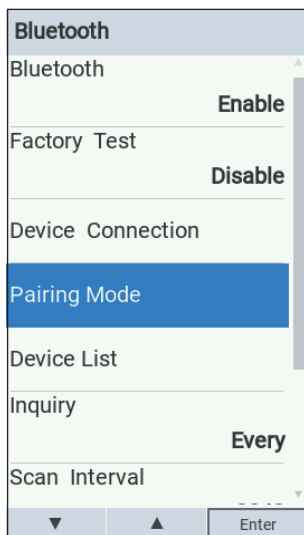 Bluetooth
Bluetooth
Enable
Factory Test
Disable
Device Connection
Pairing Mode
Device List
Inquiry
Every
Scan Interval
▼ ▲ Enter